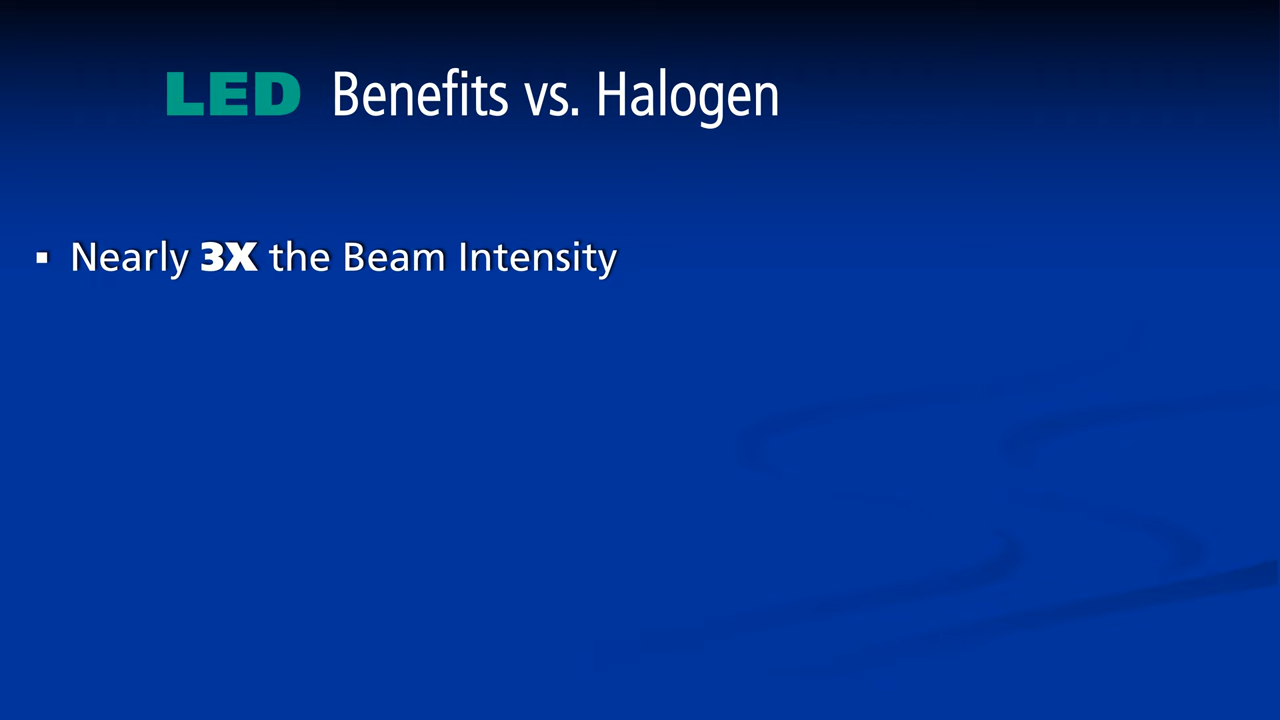 LED Benefits vs. Halogen
▪ Nearly 3X the Beam Intensity